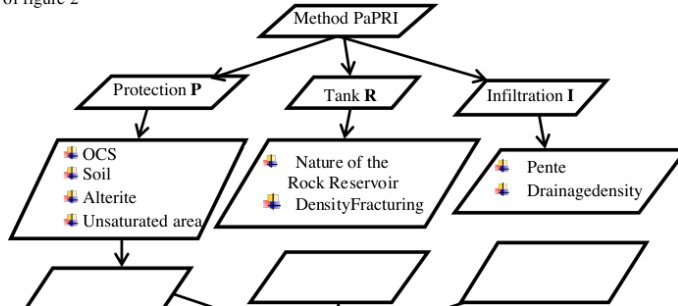 of figure 2
Method PaPRI
Protection P
Tank R
Infiltration I
OCS
Soil
Alterite
Unsaturated area
Nature of the
Rock Reservoir
DensityFracturing
Pente
Drainagedensity